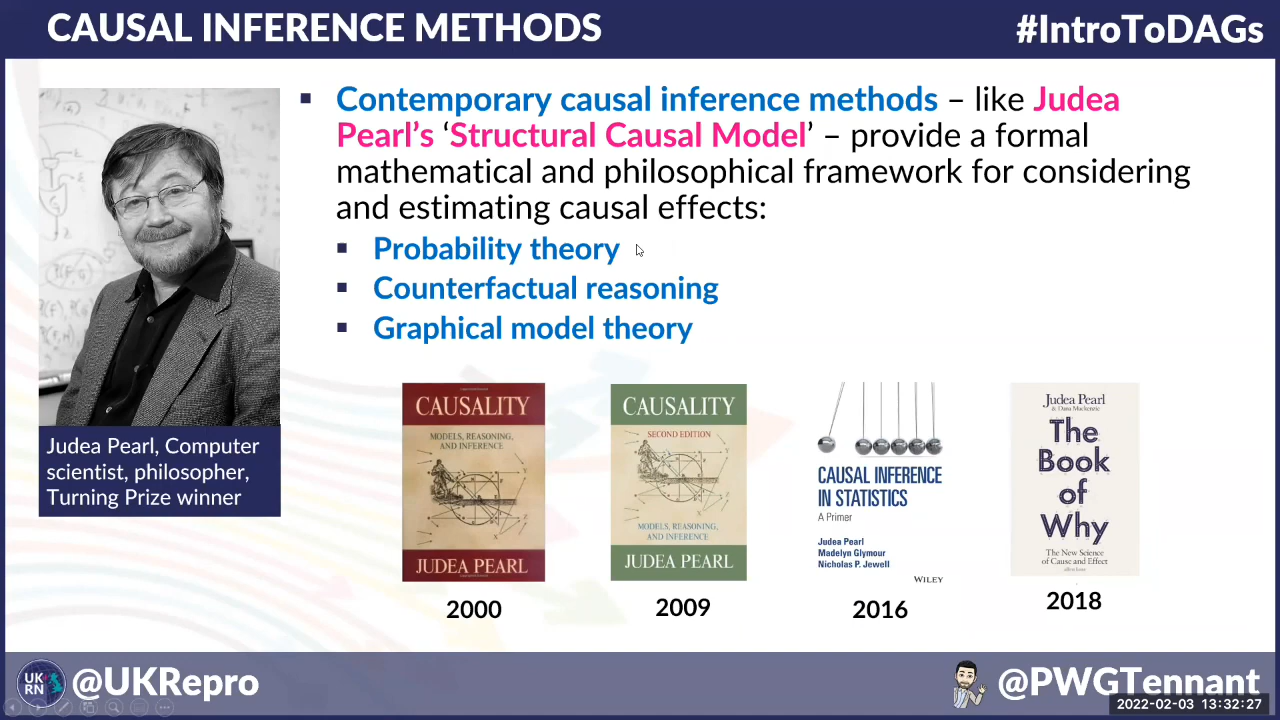 CAUSAL INFERENCE METHODS
#IntroToDAGs
Contemporary causal inference methods – like Judea
Pearl's ‘Structural Causal Model’ – provide a formal
mathematical and philosophical framework for considering
and estimating causal effects:
Probability theory
Counterfactual reasoning
Graphical model theory
Judea Pearl, Computer
scientist, philosopher,
Turning Prize winner
CAUSALITY
MODELS, REASONING,
AND INFERENCE
JUDEA PEARL
2000
CAUSALITY
SECOND EDITION
MODELS, REASONING,
AND INFERENCE
JUDEA PEARL
2009
CAUSAL INFERENCE
IN STATISTICS
A Primer
Judea Pearl
Madelyn Glymour
Nicholas P. Jewell
WILEY
2016
Judea Pearl
& Dana Mackenzie
The
Book
of
Why
The New Science
of Cause and Effect
2018
UK
RN
@UKRepro
@PWGTennant
2022-02-03 13:32:27